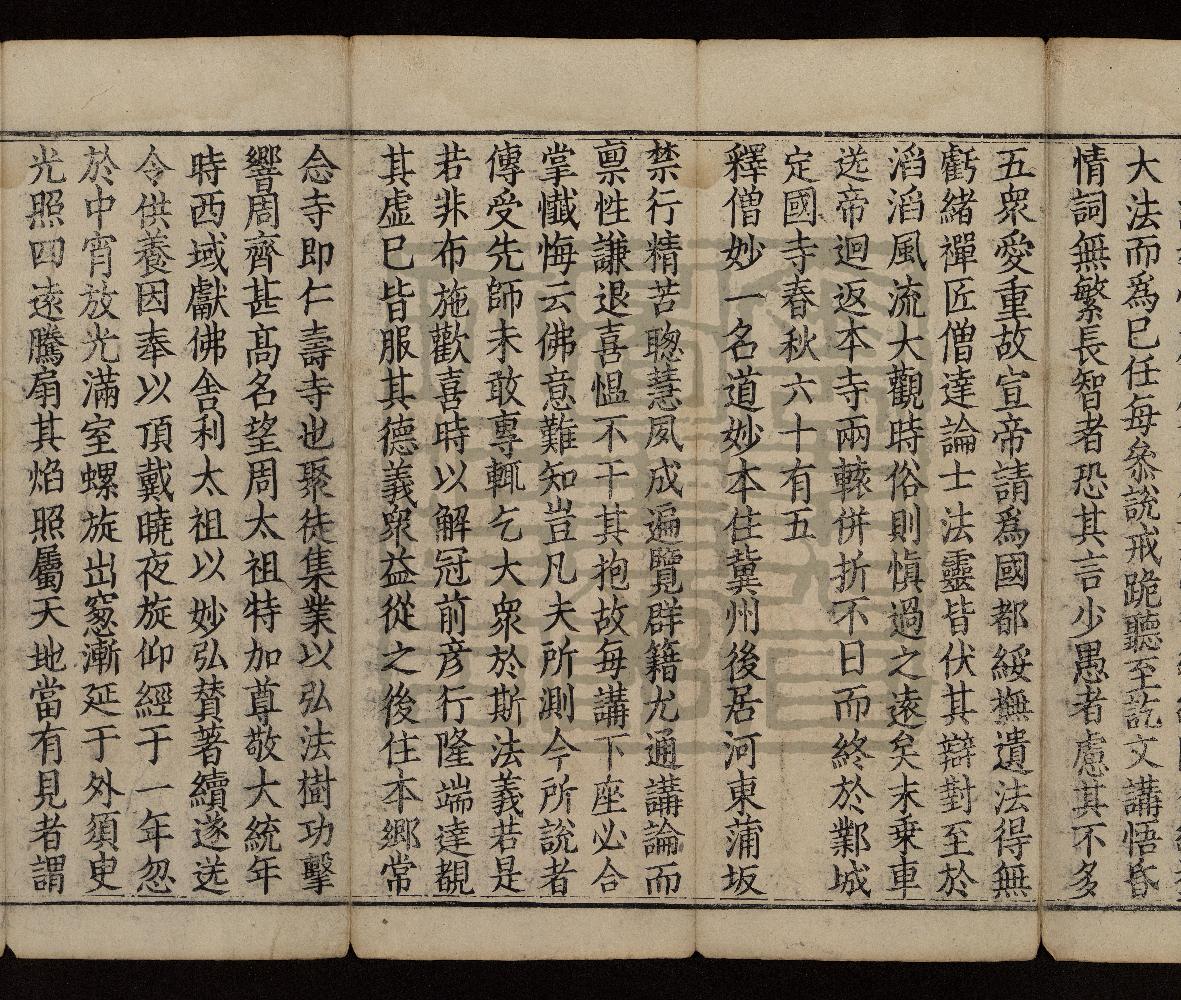 大法而爲已任每叅說戒跪聽至訖文講悟昏
情詞無繁長智者恐其言少愚者慮其不多
五衆愛重故宣帝請爲國都綏撫遺法得無
虧緒禪匠僧達論士法靈皆伏其辯對至於
滔滔風流大觀時俗則愼過之遠矣末乗車
送帝迴返本寺兩轅併折不日而終於鄴城
定國寺春秋六十有五
釋僧妙一名道妙本住冀州後居河東蒲坂
禁行精苦聦慧夙成遍覽群籍尤通講論而
禀性謙退喜愠不干其抱故每講下座必合
掌懺悔云佛意難知豈凡夫所測今所說者
傳受先師未敢專輒乞大衆於斯法義若是
若非布施歡喜時以解冠前彦行隆端達覩
其虛已皆服其德義衆益從之後住本鄉常
念寺即仁壽寺也聚徒集業以弘法樹功擊
響周齊甚髙名望周太祖特加尊敬大統年
時西域獻佛舎利太祖以妙弘賛著續遂送
令供養因奉以頂戴曉夜旋仰經于一年忽
於中宵放光滿室螺旋出窓漸延于外須臾
光照四遠騰扇其焰照屬天地當有見者謂